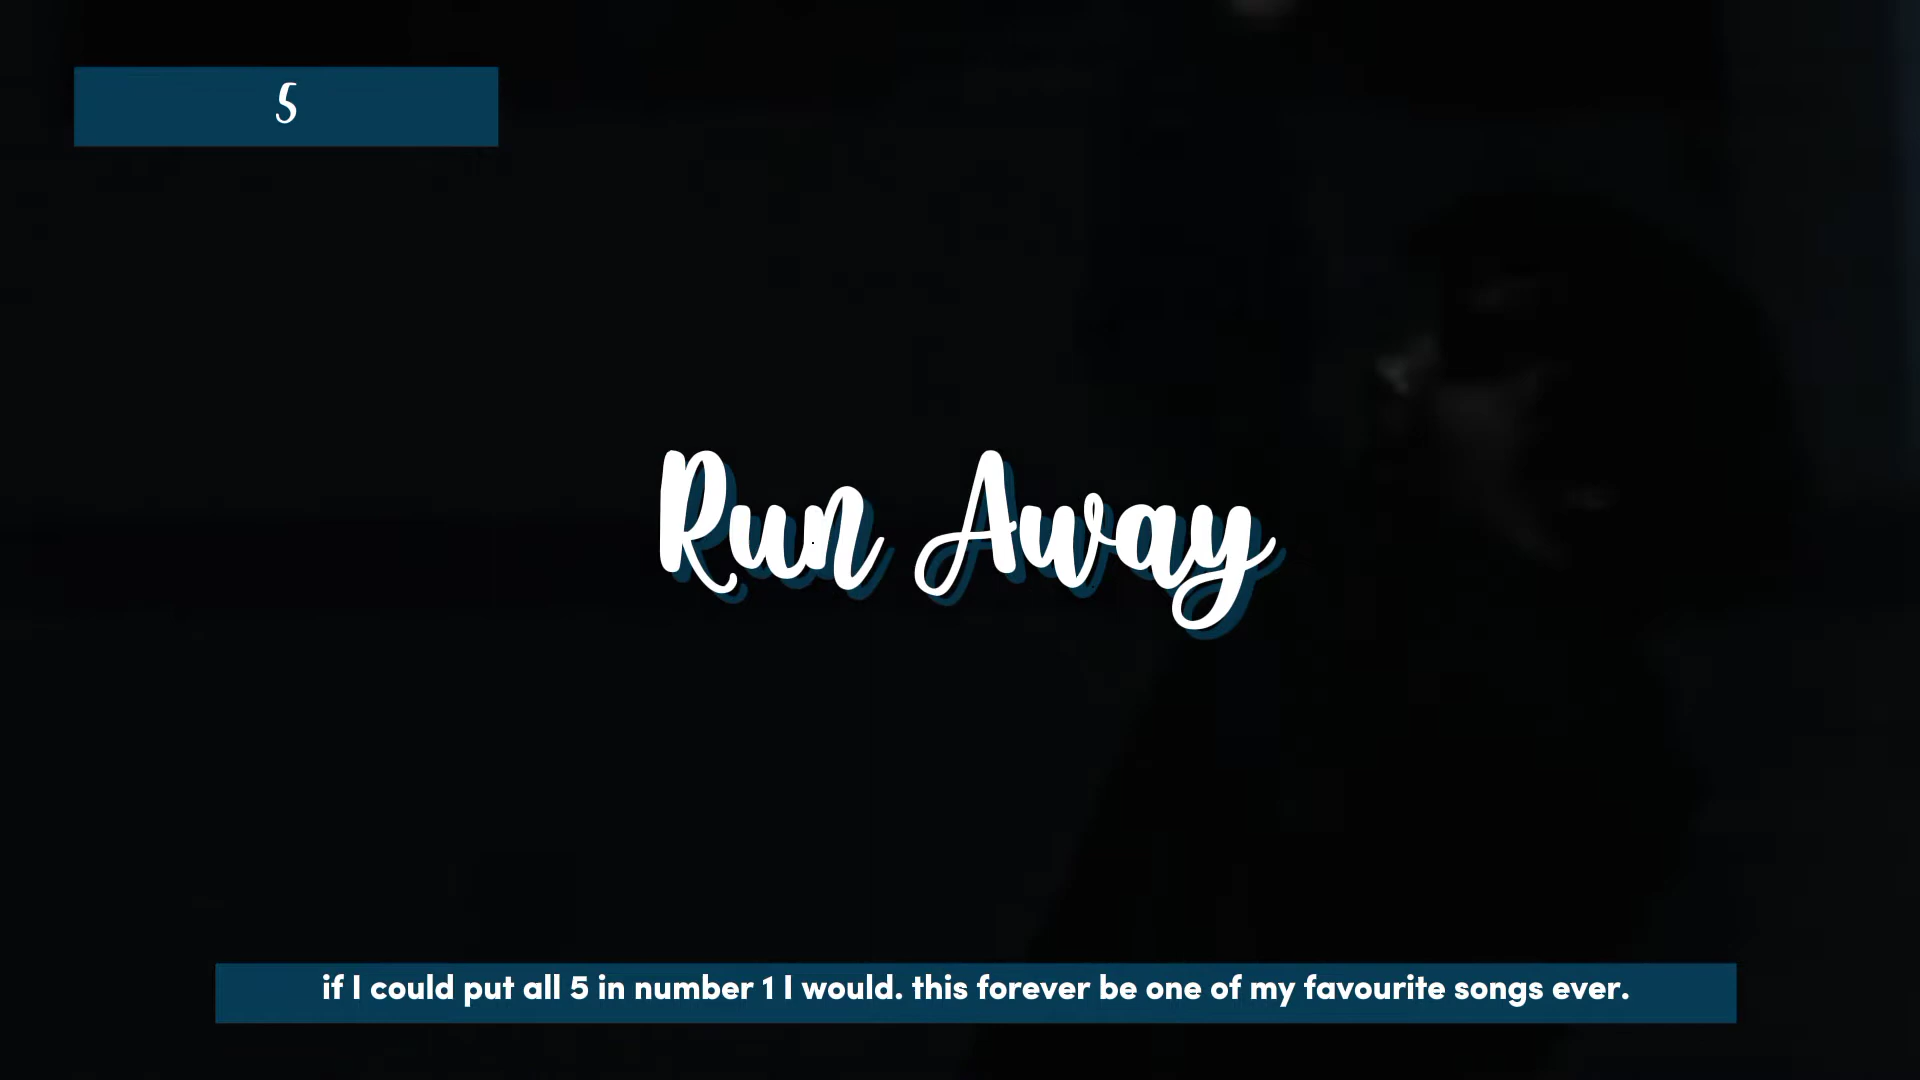 5
Run Away
if I could put all 5 in number 1 I would. this forever be one of my favourite songs ever.